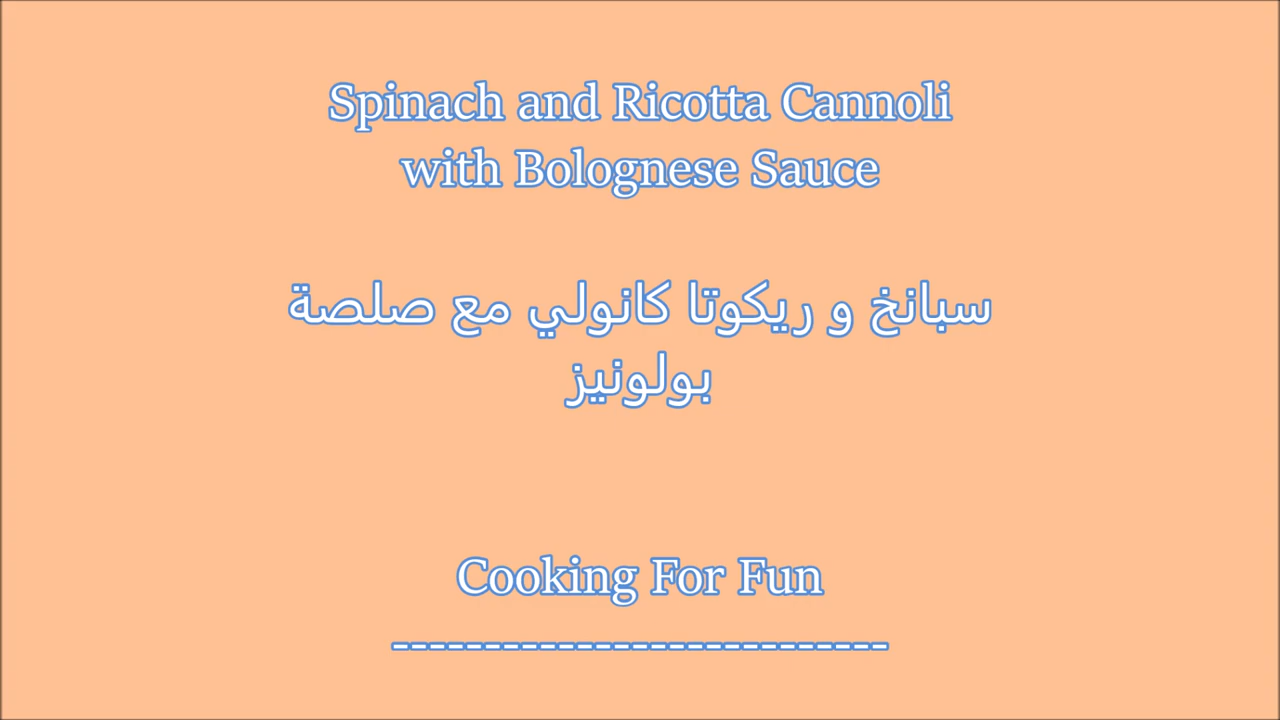 Spinach and Ricotta Cannoli
with Bolognese Sauce
سبانخ و ريكوتا كانولي مع صلصة
بولونيز
Cooking For Fun
---------------------------